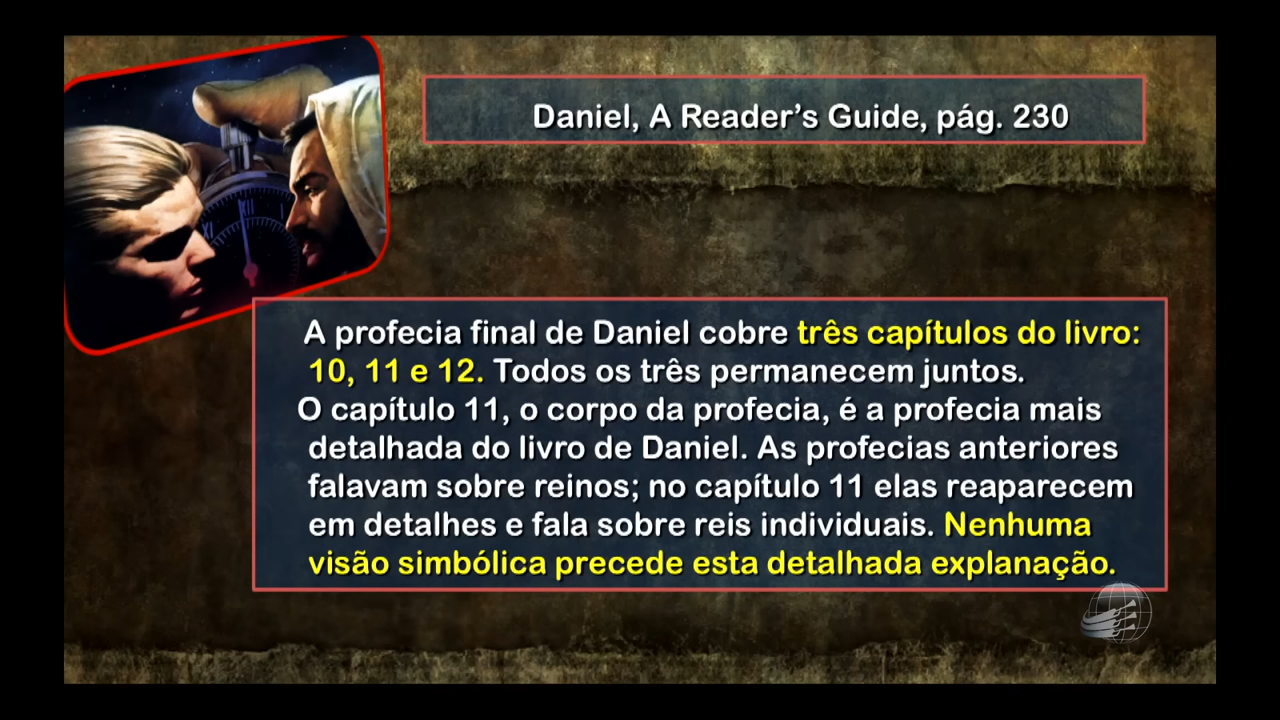 Daniel, A Reader's Guide, pág. 230
A profecia final de Daniel cobre três capítulos do livro:
10, 11 e 12. Todos os três permanecem juntos.
O capítulo 11, o corpo da profecia, é a profecia mais
detalhada do livro de Daniel. As profecias anteriores
falavam sobre reinos; no capítulo 11 elas reaparecem
em detalhes e fala sobre reis individuais. Nenhuma
visão simbólica precede esta detalhada explanação.
XI XII